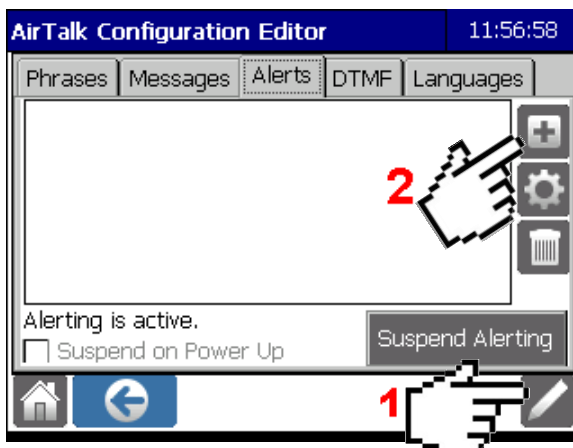 AirTalk Configuration Editor 11:56:58
Phrases Messages Alerts DTMF Languages
2
Alerting is active.
Suspend on Power Up
Suspend Alerting
1